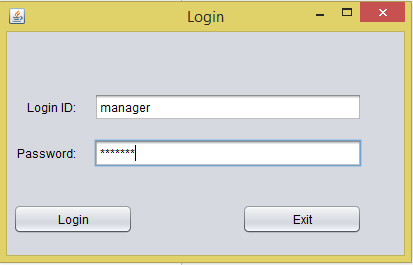 Login
Login ID: manager
Password: *******
Login Exit